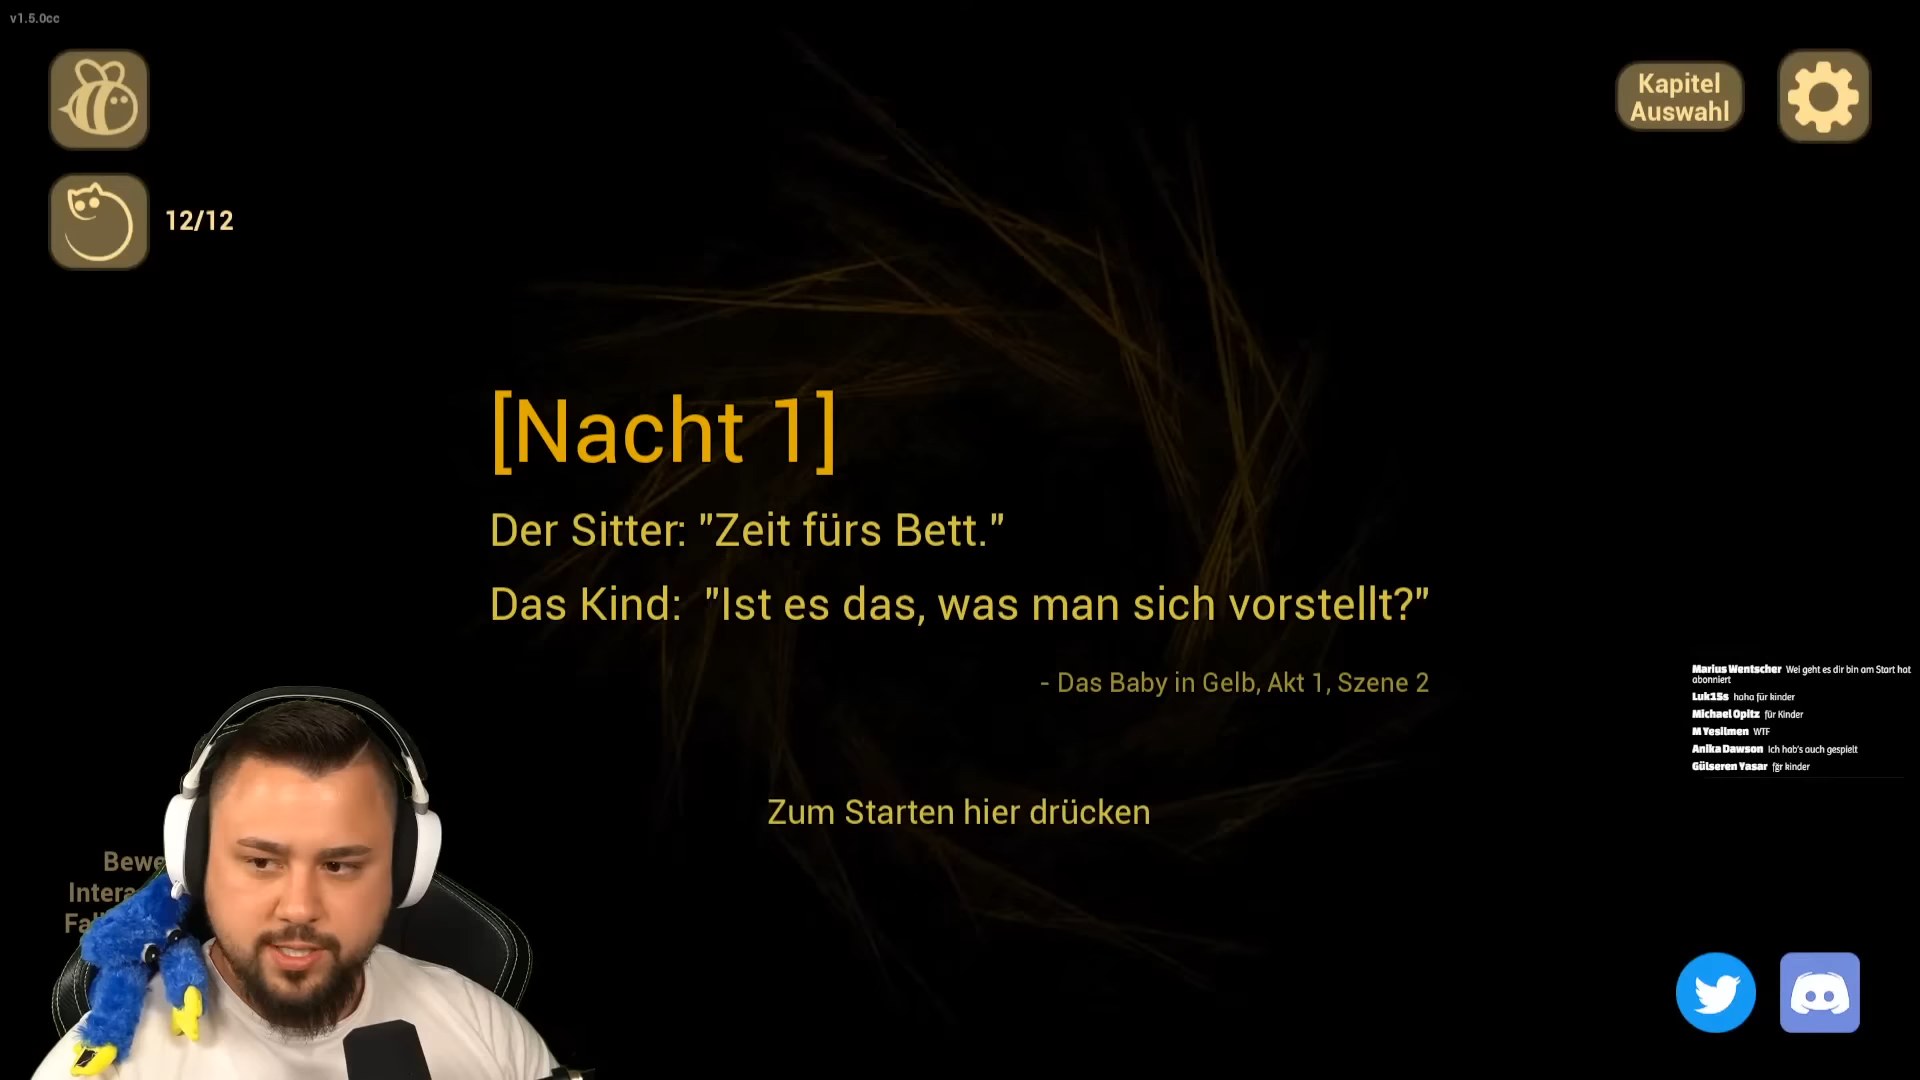 v1.5.0cc
Kapitel
Auswahl
12/12
[Nacht 1]
Der Sitter: "Zeit fürs Bett."
Das Kind: "Ist es das, was man sich vorstellt?"
- Das Baby in Gelb, Akt 1, Szene 2
Marius Wentscher Wei geht es dir bin am Start hat
abonniert
Luk1Ss haha für kinder
Michael Opitz für Kinder
M Yesilmen WTF
Anika Dawson Ich hab's auch gespielt
Gülseren Yasar fğr kinder
Zum Starten hier drücken
Bewe
Intera
Fal